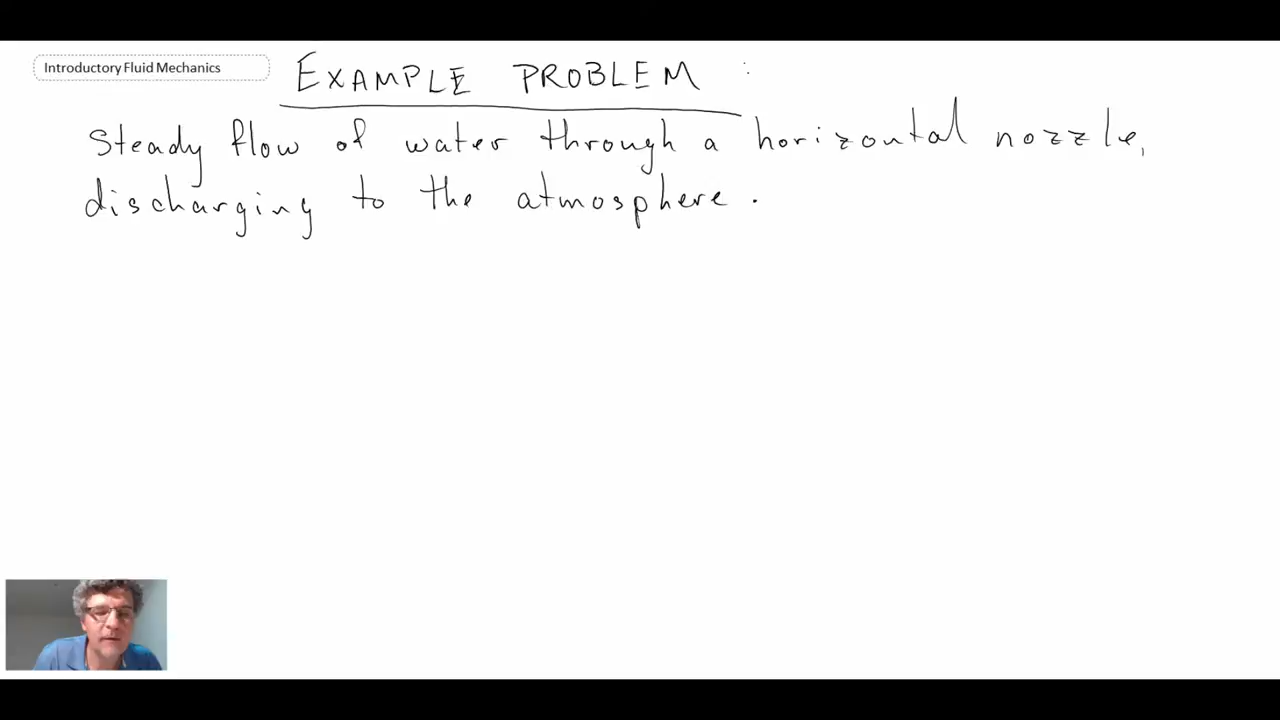 Introductory Fluid Mechanics
EXAMPLE PROBLEM :
Steady flow of water through a horizontal nozzle,
discharging to the atmosphere.